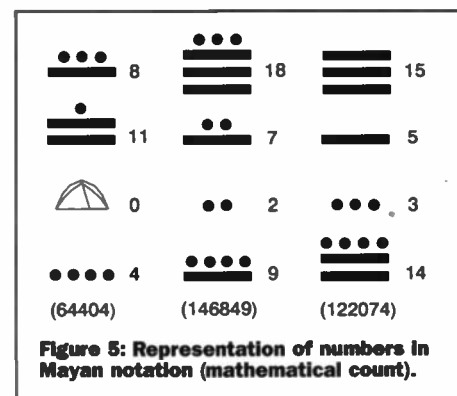 8 18 15
11 7 5
0 2 3
4 9 14
(64404) (146849) (122074)
Figure 5: Representation of numbers in
Mayan notation (mathematical count).